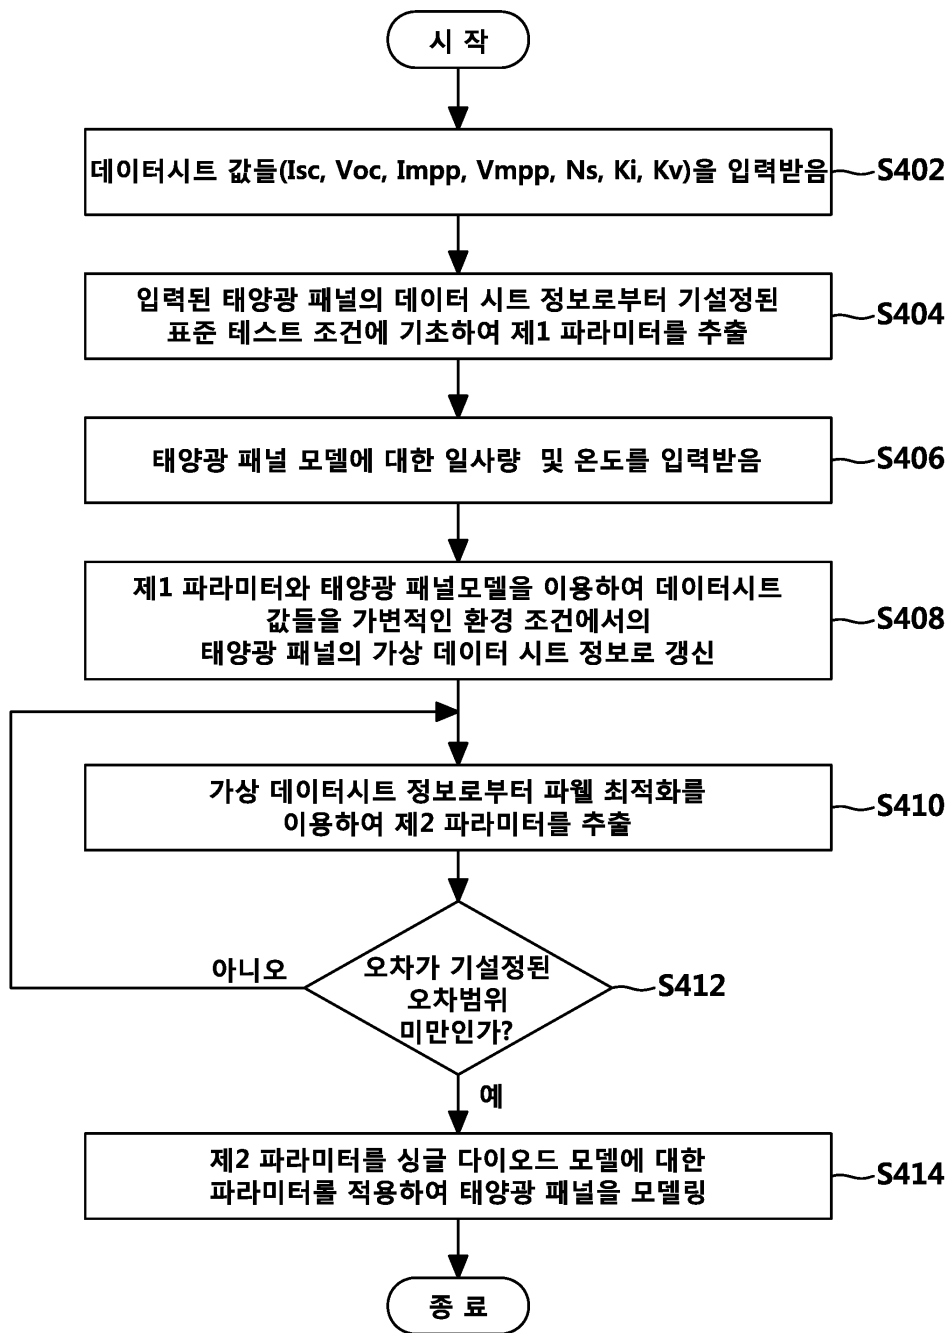 시 작
데이터시트 값들(Isc, Voc, Impp, Vmpp, Ns, Ki, Kv)을 입력받음
S402
입력된 태양광 패널의 데이터 시트 정보로부터 기설정된
표준 테스트 조건에 기초하여 제1 파라미터를 추출
S404
태양광 패널 모델에 대한 일사량 및 온도를 입력받음
S406
제1 파라미터와 태양광 패널모델을 이용하여 데이터시트
값들을 가변적인 환경 조건에서의
태양광 패널의 가상 데이터 시트 정보로 갱신
S408
가상 데이터시트 정보로부터 파웰 최적화를
이용하여 제2 파라미터를 추출
S410
아니오
오차가 기설정된
오차범위
미만인가?
S412
예
제2 파라미터를 싱글 다이오드 모델에 대한
파라미터롤 적용하여 태양광 패널을 모델링
S414
종 료